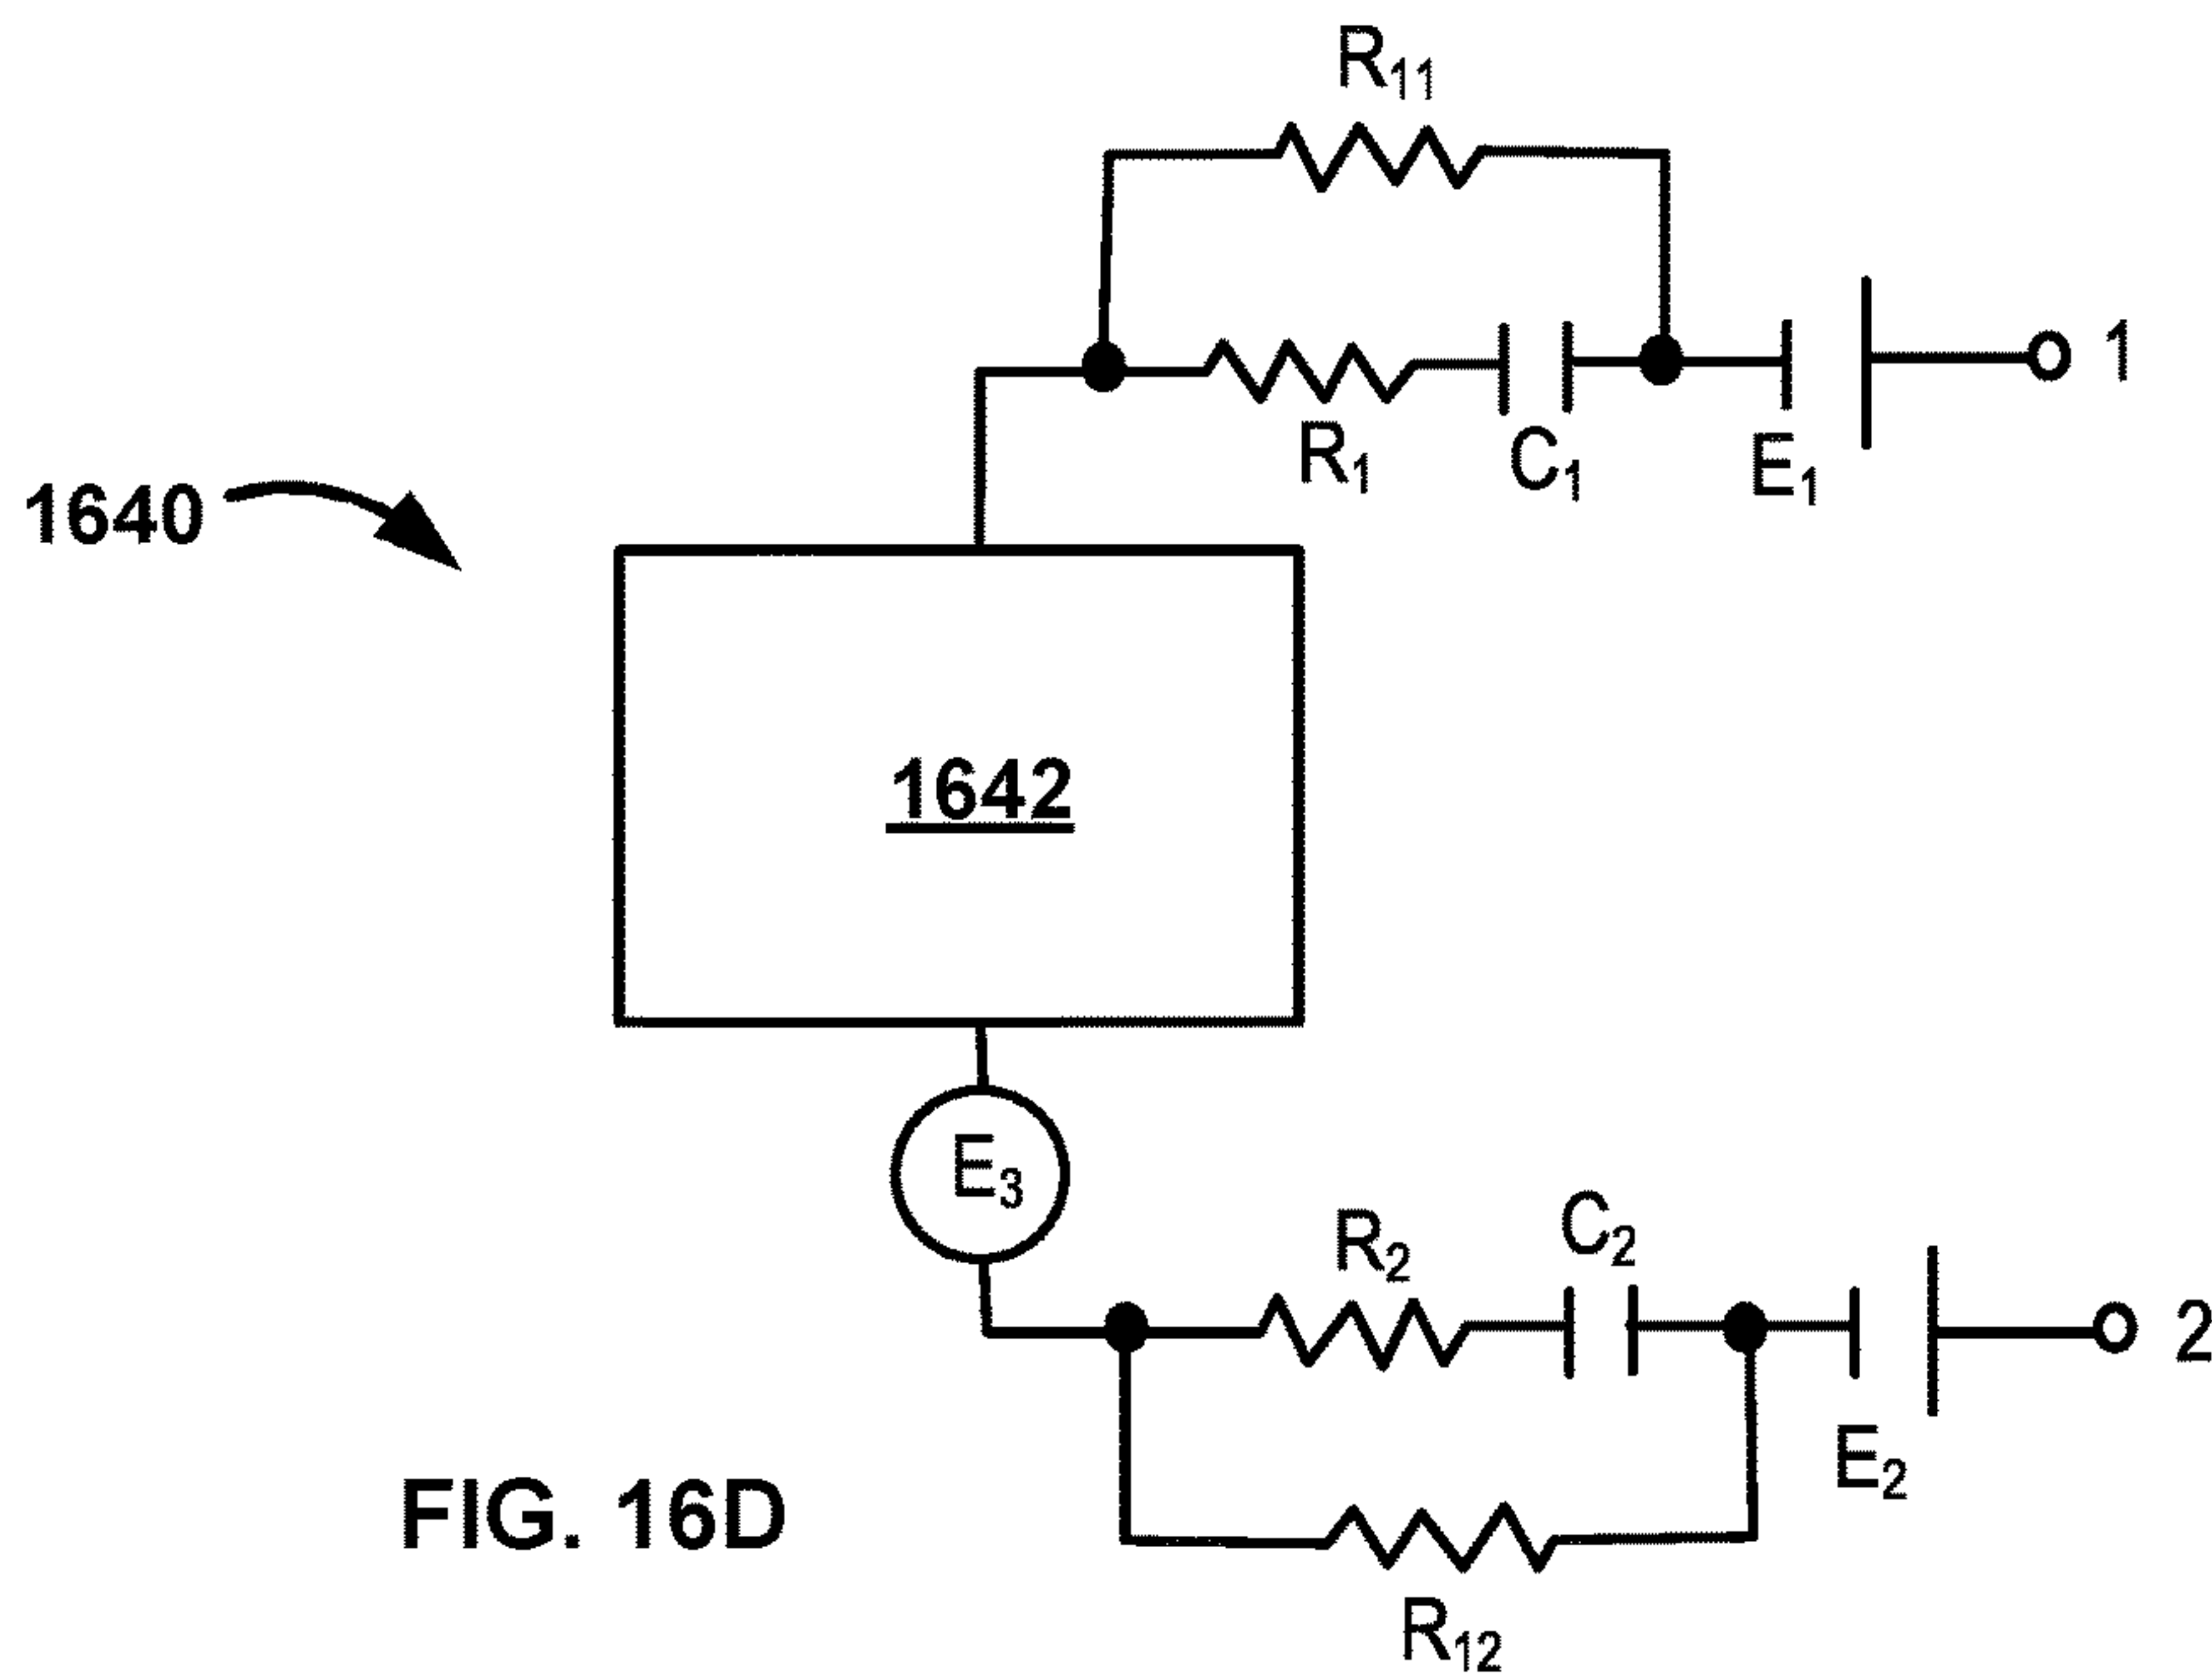 R₁₁
1
R₁
C₁
E₁
1640
1642
E₃
R₂
C₂
2
E₂
FIG. 16D
R₁₂